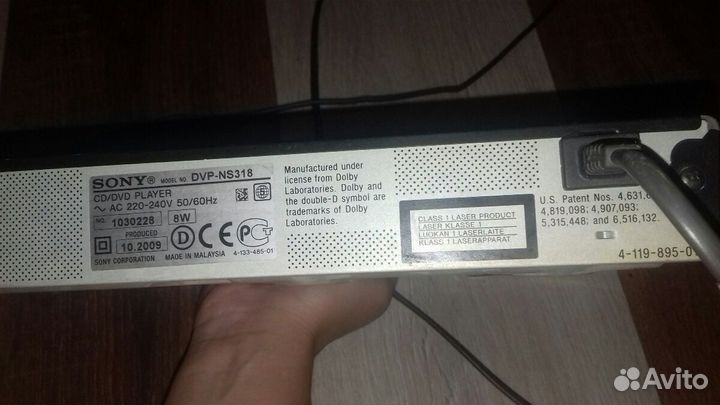 SONY® MODEL NO. DVP-NS318
CD/DVD PLAYER
~ AC 220-240V 50/60Hz
NO. 1030228 8W
PRODUCED
10.2009
SONY CORPORATION MADE IN MALAYSIA 4-133-485-01
Manufactured under
license from Dolby
Laboratories. Dolby and
the double-D symbol are
trademarks of Dolby
Laboratories.
CLASS 1 LASER PRODUCT
LASER KLASSE 1
LUOKAN 1 LASERLAITE
KLASS 1 LASERAPPARAT
U.S. Patent Nos. 4,631,
4,819,098; 4,907,093;
5,315,448; and 6,516,132.
4-119-895-0
Avito